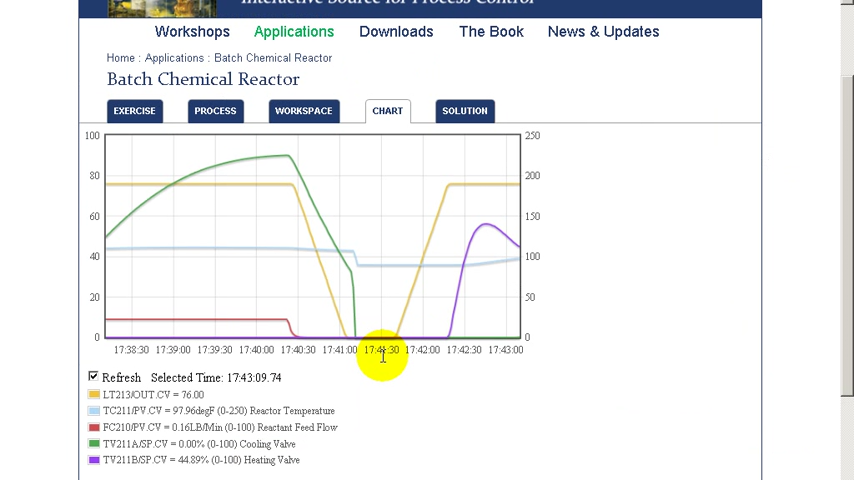 Interactive Source for Process Control
Workshops Applications Downloads The Book News & Updates
Home : Applications : Batch Chemical Reactor
Batch Chemical Reactor
EXERCISE PROCESS WORKSPACE CHART SOLUTION
100 250
80 200
60 150
40 100
20 50
0 0
17:38:30 17:39:00 17:39:30 17:40:00 17:40:30 17:41:00 17:41:30 17:42:00 17:42:30 17:43:00
Refresh Selected Time: 17:43:09.74
LT213/OUT.CV = 76.00
TC211/PV.CV = 97.96degF (0-250) Reactor Temperature
FC210/PV.CV = 0.16LB/Min (0-100) Reactant Feed Flow
TV211A/SP.CV = 0.00% (0-100) Cooling Valve
TV211B/SP.CV = 44.89% (0-100) Heating Valve